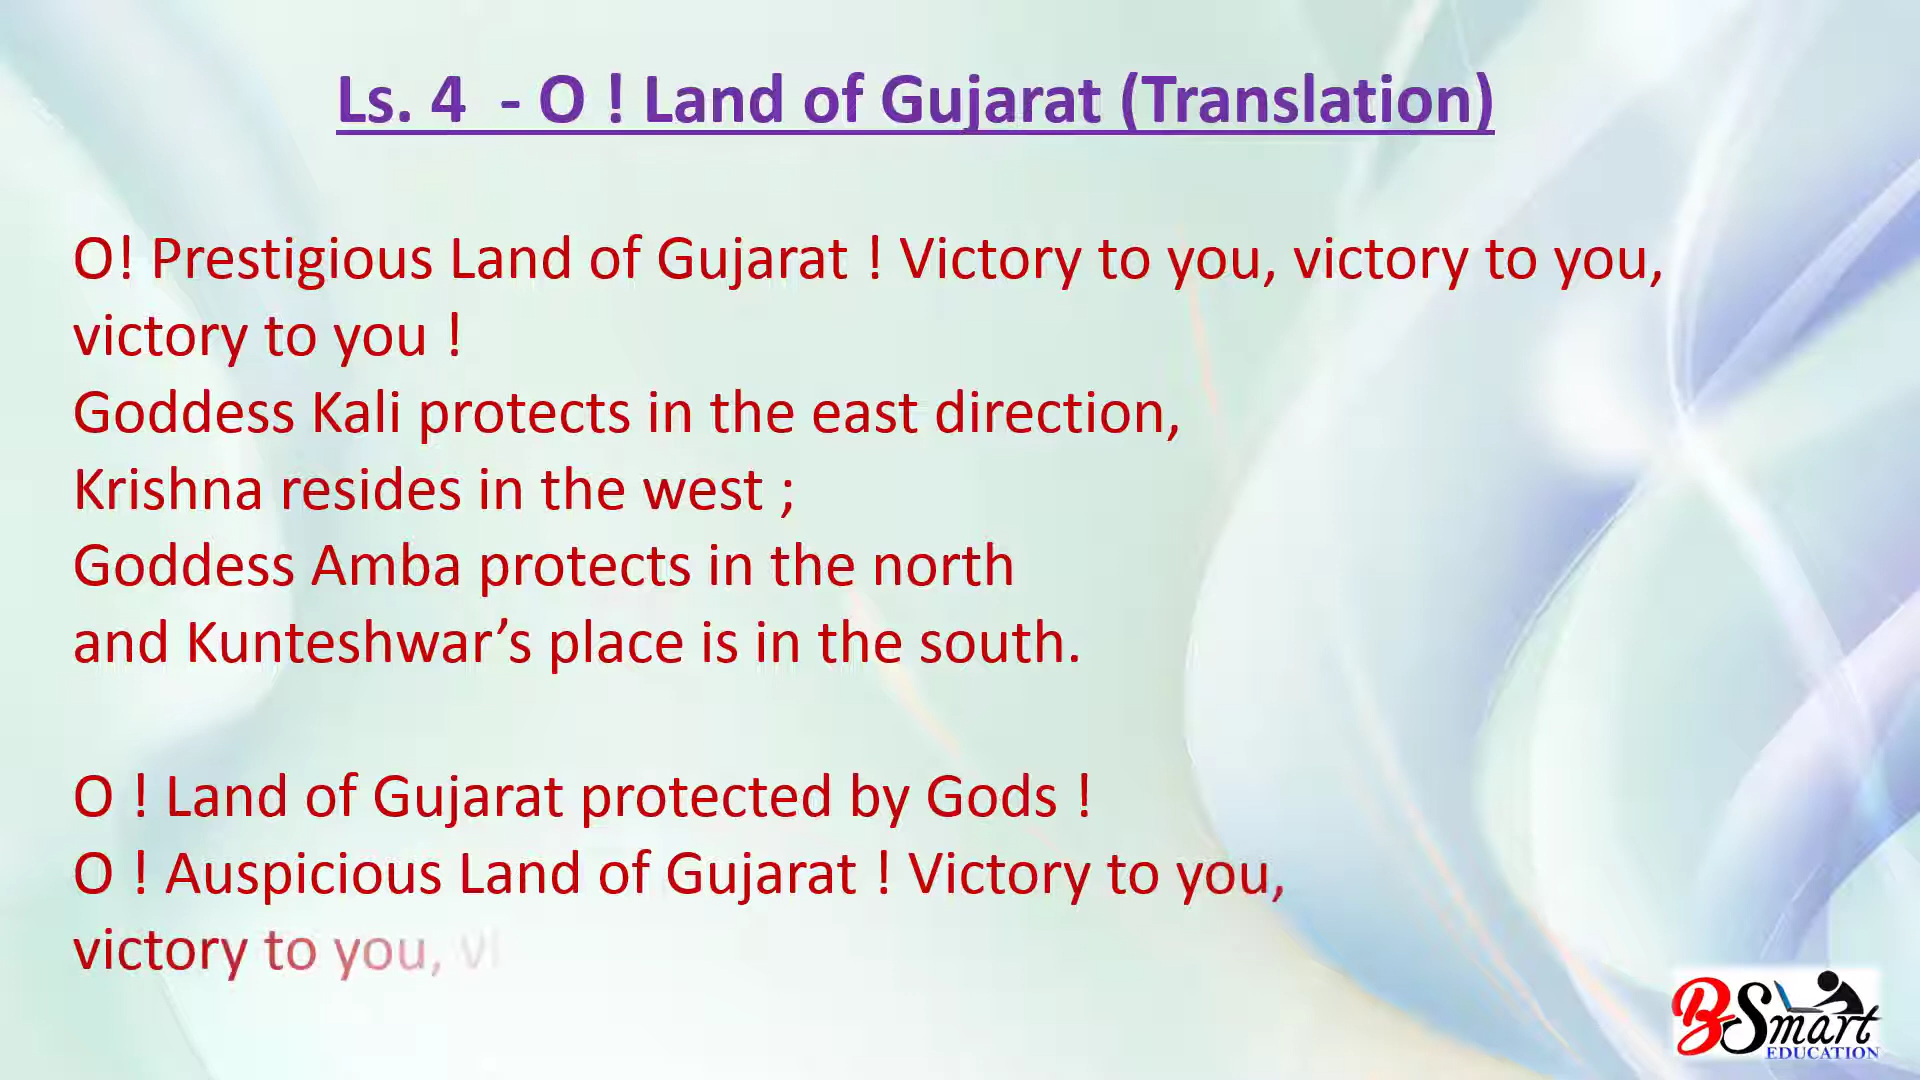 Ls. 4 - O ! Land of Gujarat (Translation)
O! Prestigious Land of Gujarat ! Victory to you, victory to you,
victory to you !
Goddess Kali protects in the east direction,
Krishna resides in the west ;
Goddess Amba protects in the north
and Kunteshwar’s place is in the south.
O ! Land of Gujarat protected by Gods !
O ! Auspicious Land of Gujarat ! Victory to you,
victory to you,
B Smart
EDUCATION